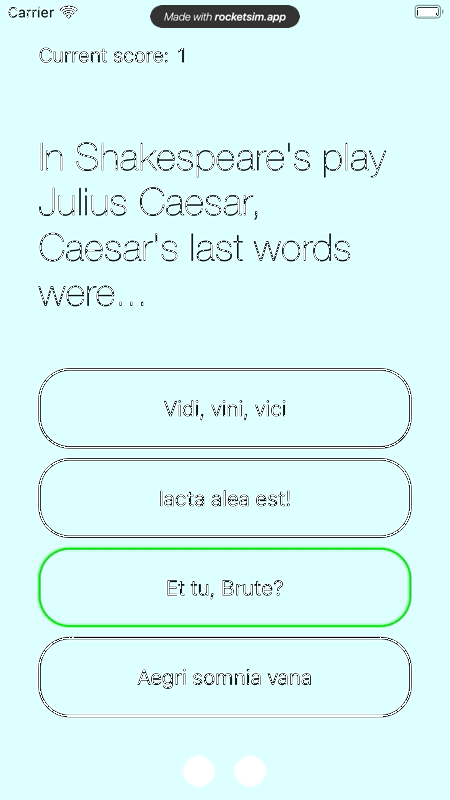 Carrier
Made with rocketsim.app
Current score: 1
In Shakespeare's play
Julius Caesar,
Caesar's last words
were...
Vidi, vini, vici
Iacta alea est!
Et tu, Brute?
Aegri somnia vana